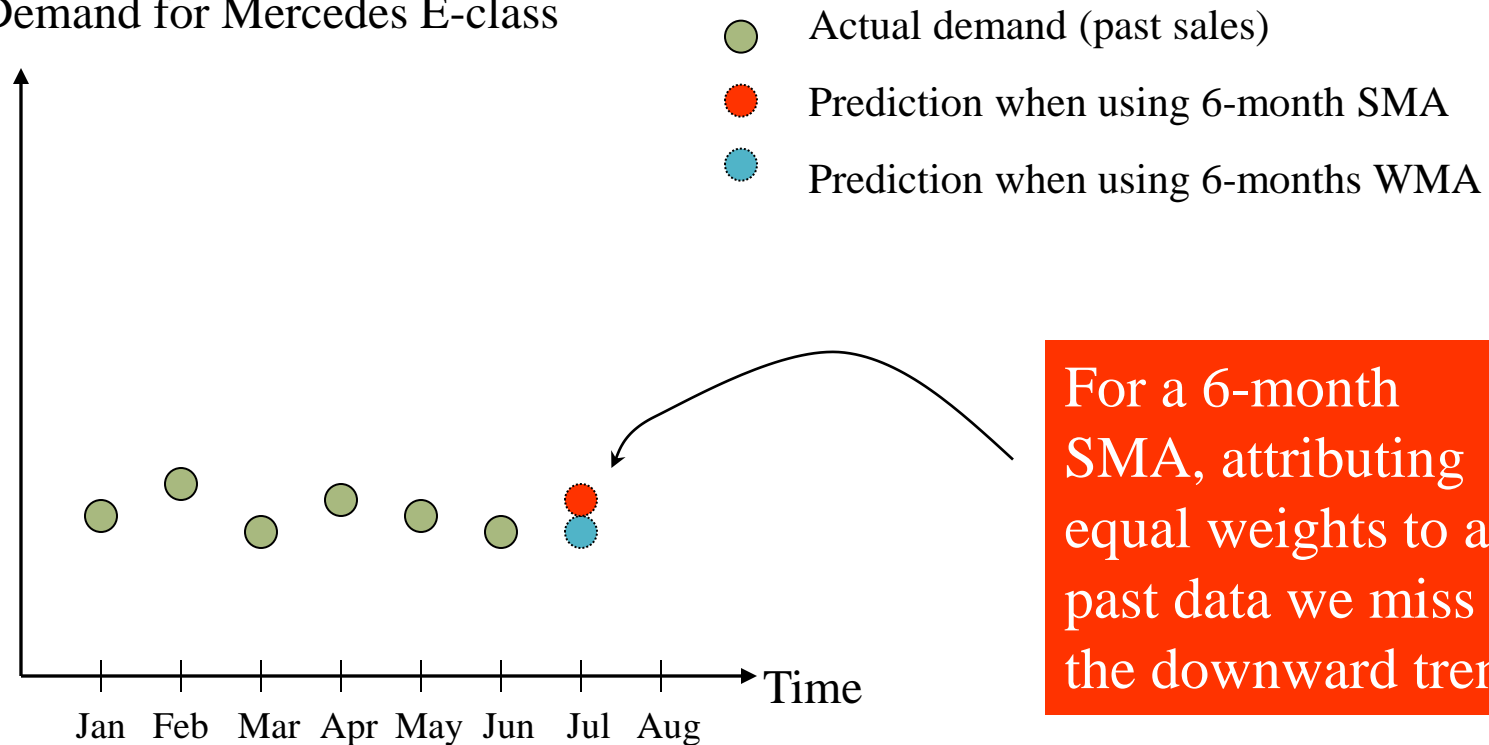 Demand for Mercedes E-class
Actual demand (past sales)
Prediction when using 6-month SMA
Prediction when using 6-months WMA
For a 6-month
SMA, attributing
equal weights to a
past data we miss
the downward tren
Time
Jan Feb Mar Apr May Jun Jul Aug